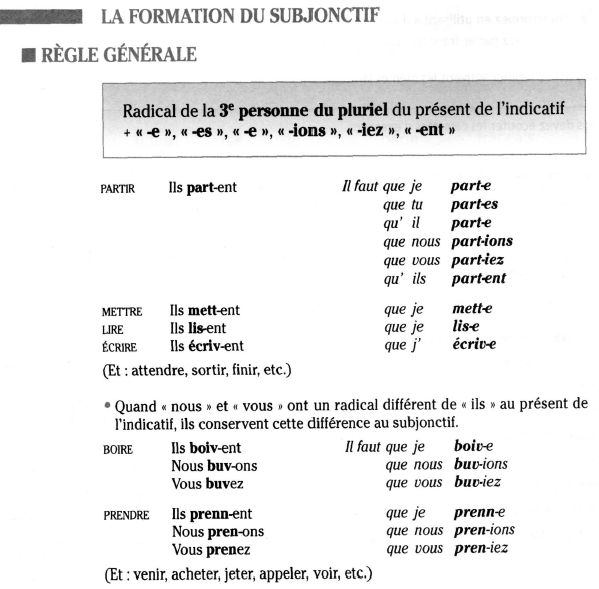 LA FORMATION DU SUBJONCTIF
RÈGLE GÉNÉRALE
Radical de la 3e personne du pluriel du présent de l'indicatif
+ « -e », « -es », « -e », « -ions », « -iez », « -ent »
PARTIR Ils part-ent Il faut que je part-e
que tu part-es
qu' il part-e
que nous part-ions
que vous part-iez
qu' ils part-ent
METTRE Ils mett-ent que je mett-e
LIRE Ils lis-ent que je lis-e
ÉCRIRE Ils écriv-ent que j' écriv-e
(Et : attendre, sortir, finir, etc.)
• Quand « nous » et « vous » ont un radical différent de « ils » au présent de
l'indicatif, ils conservent cette différence au subjonctif.
BOIRE Ils boiv-ent Il faut que je boiv-e
Nous buv-ons que nous buv-ions
Vous buvez que vous buv-iez
PRENDRE Ils prenn-ent que je prenn-e
Nous pren-ons que nous pren-ions
Vous prenez que vous pren-iez
(Et : venir, acheter, jeter, appeler, voir, etc.)